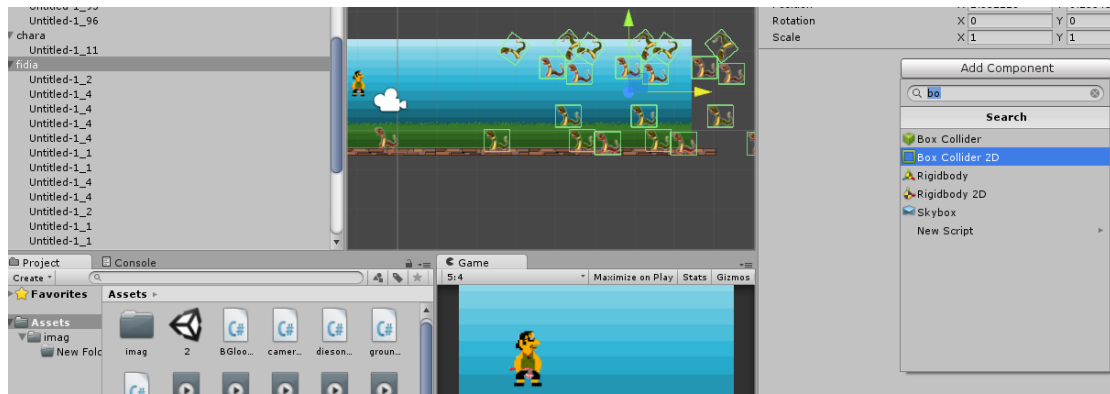 Untitled-1_96
chara
Untitled-1_11
fidia
Untitled-1_2
Untitled-1_4
Untitled-1_4
Untitled-1_4
Untitled-1_4
Untitled-1_1
Untitled-1_1
Untitled-1_4
Untitled-1_4
Untitled-1_2
Untitled-1_1
Untitled-1_1
Rotation X 0 Y 0
Scale X 1 Y 1
Add Component
bo
Search
Box Collider
Box Collider 2D
Rigidbody
Rigidbody 2D
Skybox
New Script
Project Console
Create
Favorites
Assets
imag
New Folc
Assets
imag 2 BGloo... camer... dieson... groun...
C#
C# C# C# C#
Game
5:4 Maximize on Play Stats Gizmos